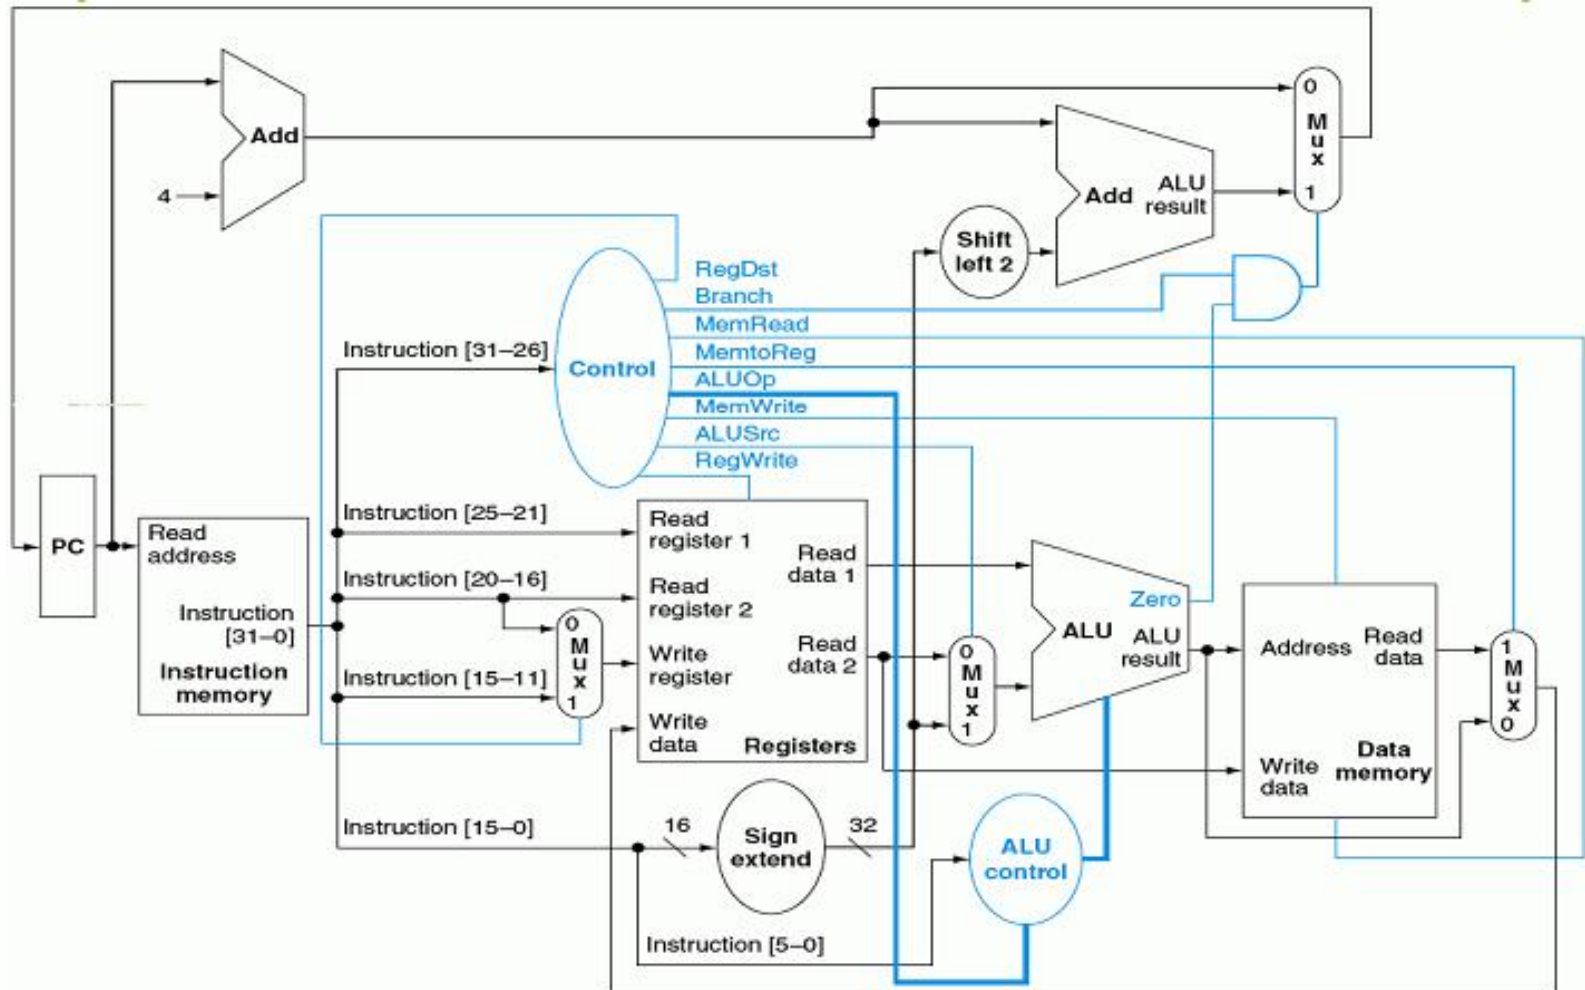 Add
4
0
M
u
x
1
Add
ALU
result
Shift
left 2
RegDst
Branch
MemRead
MemtoReg
ALUOp
MemWrite
ALUSrc
RegWrite
Control
Instruction [31–26]
PC
Read
address
Instruction
[31–0]
Instruction
memory
Instruction [25–21]
Instruction [20–16]
Instruction [15–11]
0
M
u
x
1
Read
register 1
Read
register 2
Write
register
Write
data
Read
data 1
Read
data 2
Registers
0
M
u
x
1
Zero
ALU
ALU
result
Address
Read
data
Write
data
Data
memory
1
M
u
x
0
Instruction [15–0]
16
Sign
extend
32
ALU
control
Instruction [5–0]